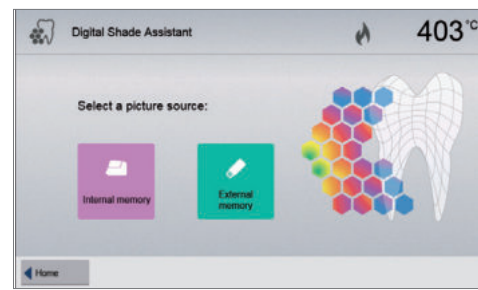 Digital Shade Assistant
403°C
Select a picture source:
Internal memory
External
memory
Home